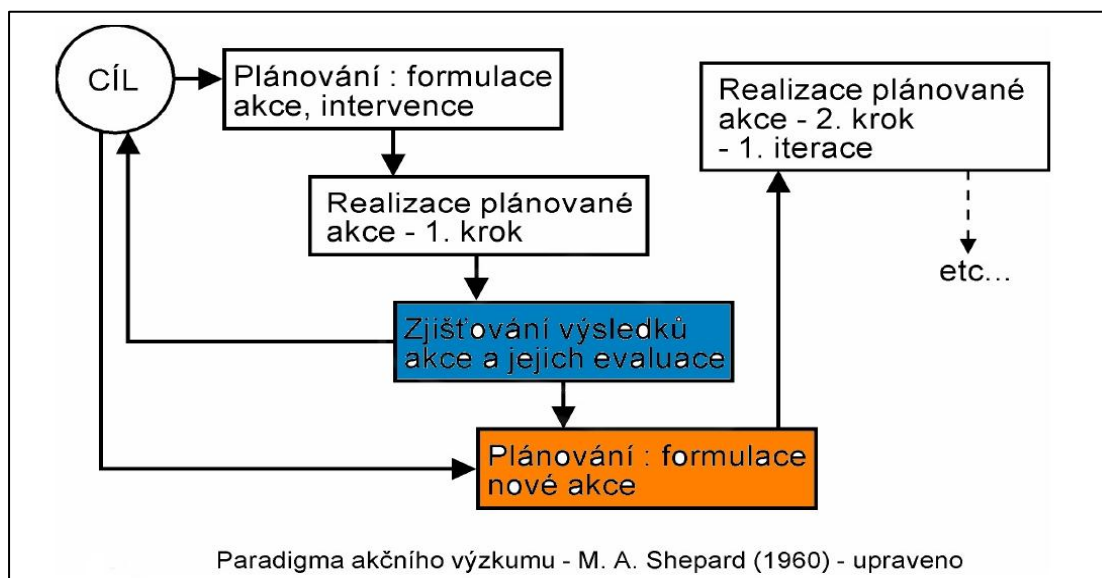 CÍL
Plánování : formulace
akce, intervence
Realizace plánované
akce - 1. krok
Zjišťování výsledků
akce a jejich evaluace
Plánování : formulace
nové akce
Realizace plánované
akce - 2. krok
- 1. iterace
etc...
Paradigma akčního výzkumu - M. A. Shepard (1960) - upraveno